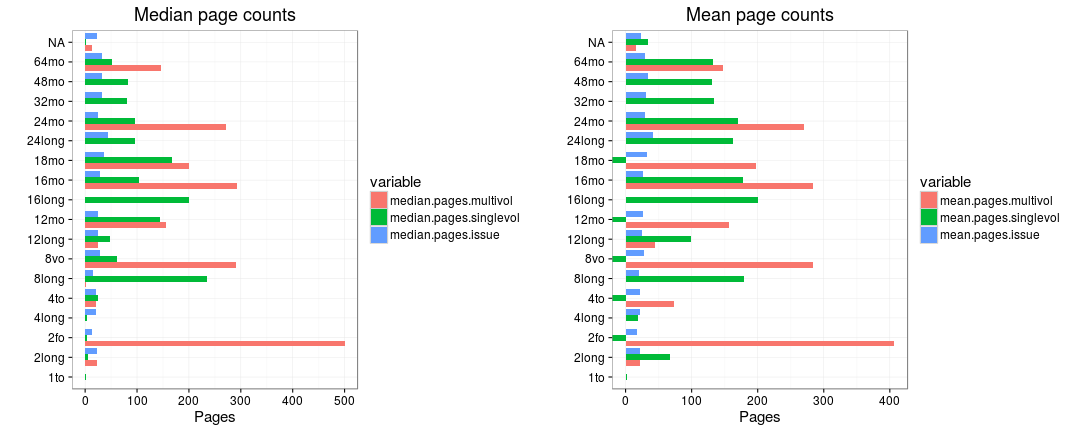 Median page counts
NA
64mo
48mo
32mo
24mo
24long
18mo
16mo
16long
12mo
12long
8vo
8long
4to
4long
2fo
2long
1to
0 100 200 300 400 500
Pages
variable
median.pages.multivol
median.pages.singlevol
median.pages.issue
Mean page counts
NA
64mo
48mo
32mo
24mo
24long
18mo
16mo
16long
12mo
12long
8vo
8long
4to
4long
2fo
2long
1to
0 100 200 300 400
Pages
variable
mean.pages.multivol
mean.pages.singlevol
mean.pages.issue